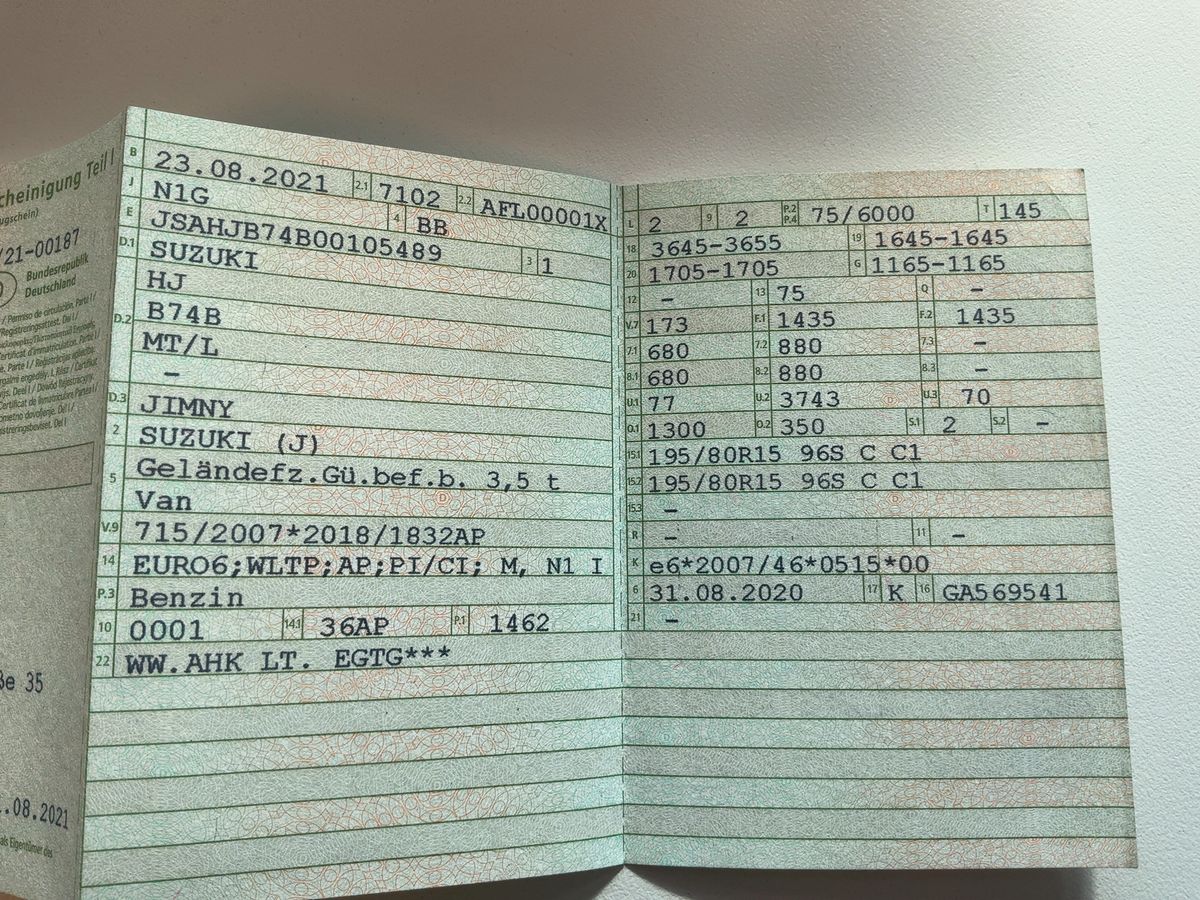 cheinigung Teil I
ugschein)
/21-00187
Bundesrepublik
Deutschland
ße 35
.08.2021
B 23.08.2021 2.1 7102 2.2 AFL00001X
J N1G 4 BB
E JSAHJB74B00105489 3 1
D.1 SUZUKI
HJ
D.2 B74B
MT/L
–
D.3 JIMNY
2 SUZUKI (J)
5 Geländefz.Gü.bef.b. 3,5 t
Van
V.9 715/2007*2018/1832AP
14 EURO6;WLTP;AP;PI/CI; M, N1 I
P.3 Benzin
10 0001 14.1 36AP P.1 1462
22 WW.AHK LT. EGTG***
L 2 9 2 P.2 P.4 75/6000 T 145
18 3645-3655 19 1645-1645
20 1705-1705 G 1165-1165
12 – 13 75 Q –
V.7 173 F.1 1435 F.2 1435
7.1 680 7.2 880 7.3 –
8.1 680 8.2 880 8.3 –
U.1 77 U.2 3743 U.3 70
O.1 1300 O.2 350 S.1 2 S.2 –
15.1 195/80R15 96S C C1
15.2 195/80R15 96S C C1
15.3 –
R – 11 –
K e6*2007/46*0515*00
6 31.08.2020 17 K 16 GA569541
21 –